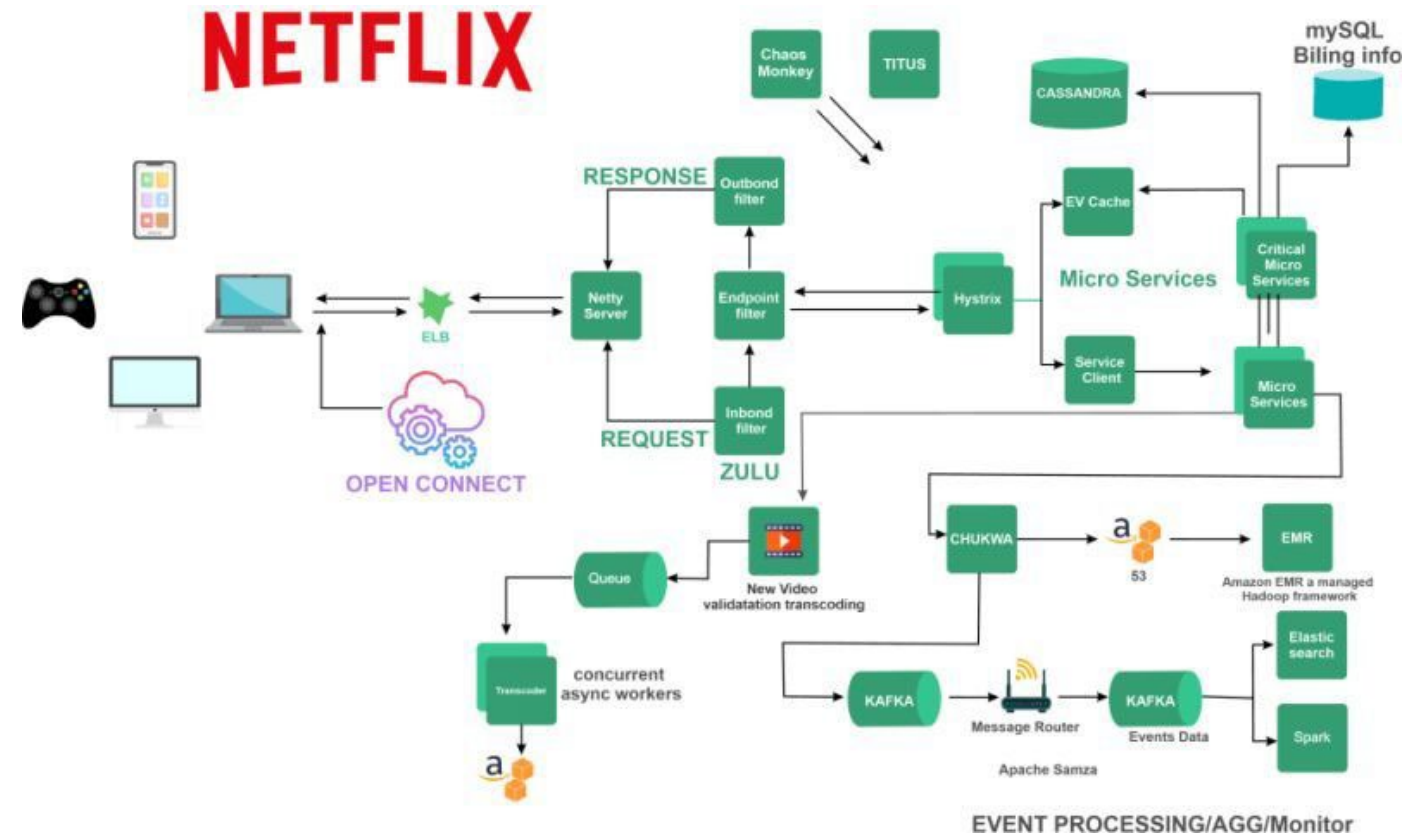 NETFLIX
Chaos
Monkey
TITUS
mySQL
Biling info
CASSANDRA
RESPONSE
Outbond
filter
EV Cache
Critical
Micro
Services
Micro Services
Netty
Server
Endpoint
filter
Hystrix
ELB
Service
Client
Micro
Services
Inbond
filter
REQUEST
ZULU
OPEN CONNECT
Queue
New Video
validatation transcoding
CHUKWA
a
53
EMR
Amazon EMR a managed
Hadoop framework
Elastic
search
Transcoder
concurrent
async workers
KAFKA
Message Router
KAFKA
Events Data
Spark
Apache Samza
a
EVENT PROCESSING/AGG/Monitor